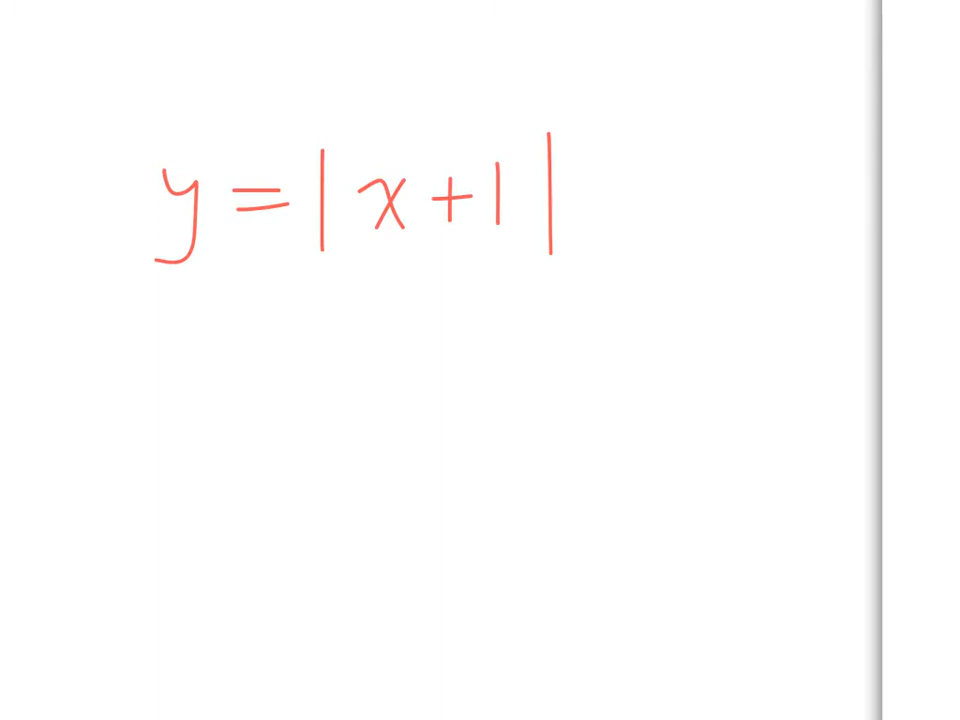 y = | x + 1 |